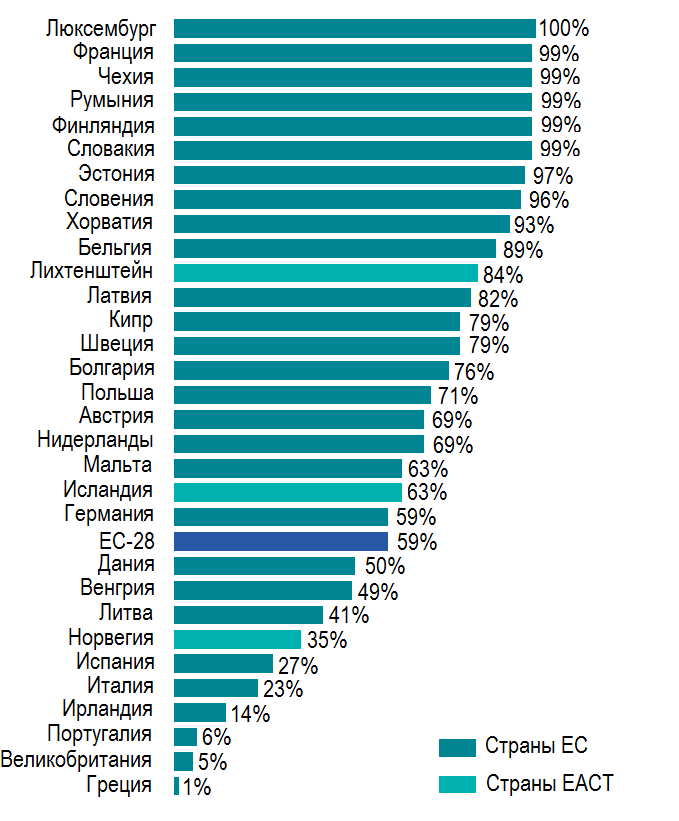 Люксембург 100%
Франция 99%
Чехия 99%
Румыния 99%
Финляндия 99%
Словакия 99%
Эстония 97%
Словения 96%
Хорватия 93%
Бельгия 89%
Лихтенштейн 84%
Латвия 82%
Кипр 79%
Швеция 79%
Болгария 76%
Польша 71%
Австрия 69%
Нидерланды 69%
Мальта 63%
Исландия 63%
Германия 59%
ЕС-28 59%
Дания 50%
Венгрия 49%
Литва 41%
Норвегия 35%
Испания 27%
Италия 23%
Ирландия 14%
Португалия 6%
Великобритания 5%
Греция 1%
Страны ЕС
Страны ЕАСТ